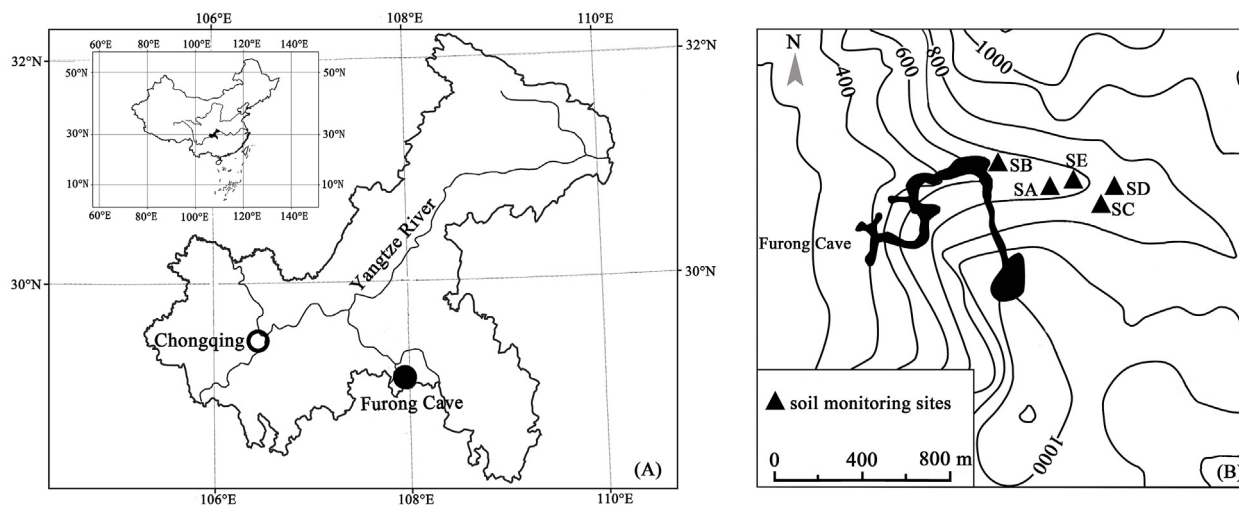 106°E
108°E
110°E
32°N
32°N
60°E
80°E
100°E
120°E
140°E
50°N
50°N
30°N
30°N
10°N
10°N
60°E
80°E
100°E
120°E
140°E
Yangtze River
30°N
30°N
Chongqing
Furong Cave
(A)
106°E
108°E
110°E
N
400
600
800
1000
SB
SE
SA
SD
SC
Furong Cave
soil monitoring sites
0
400
800 m
1000
(B)